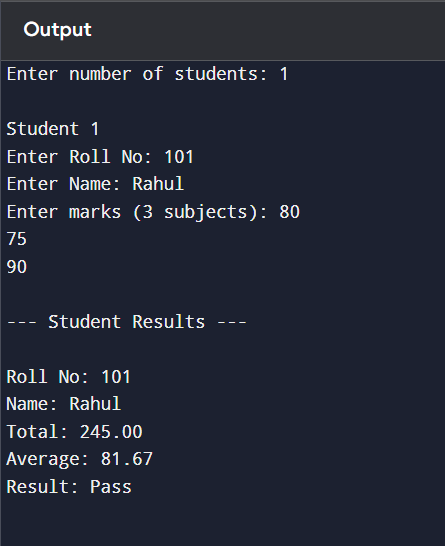 Output
Enter number of students: 1
Student 1
Enter Roll No: 101
Enter Name: Rahul
Enter marks (3 subjects): 80
75
90
--- Student Results ---
Roll No: 101
Name: Rahul
Total: 245.00
Average: 81.67
Result: Pass